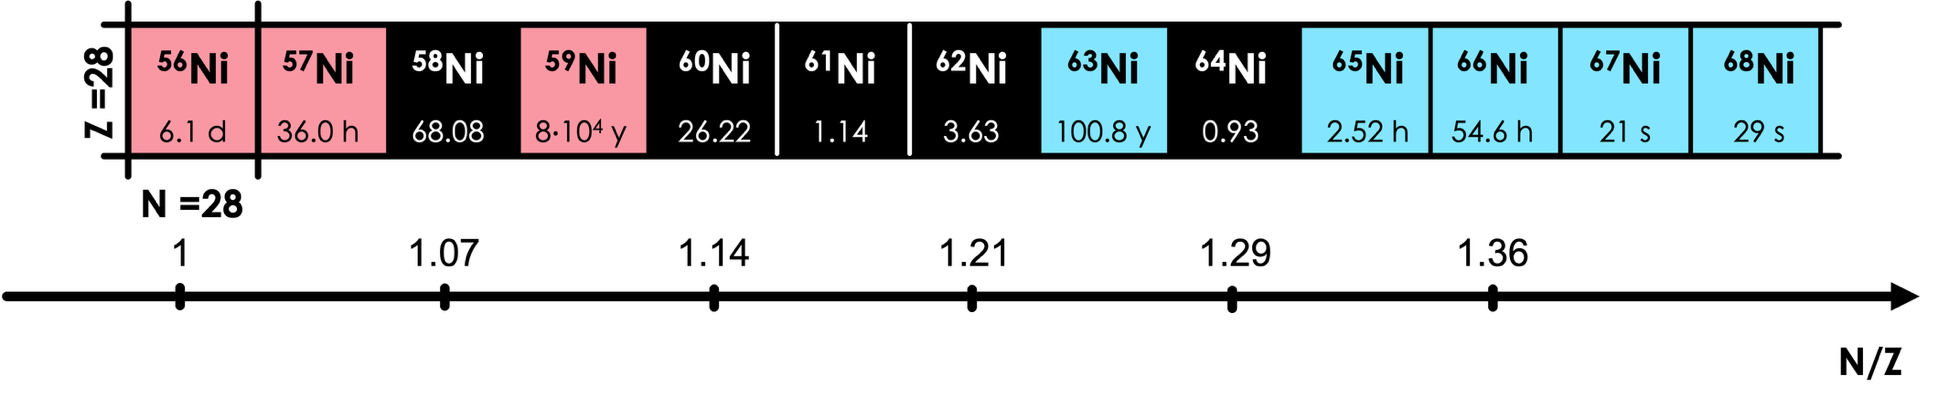 Z =28
⁵⁶Ni ⁵⁷Ni ⁵⁸Ni ⁵⁹Ni ⁶⁰Ni ⁶¹Ni ⁶²Ni ⁶³Ni ⁶⁴Ni ⁶⁵Ni ⁶⁶Ni ⁶⁷Ni ⁶⁸Ni
6.1 d 36.0 h 68.08 8·10⁴ y 26.22 1.14 3.63 100.8 y 0.93 2.52 h 54.6 h 21 s 29 s
N =28
1 1.07 1.14 1.21 1.29 1.36
N/Z